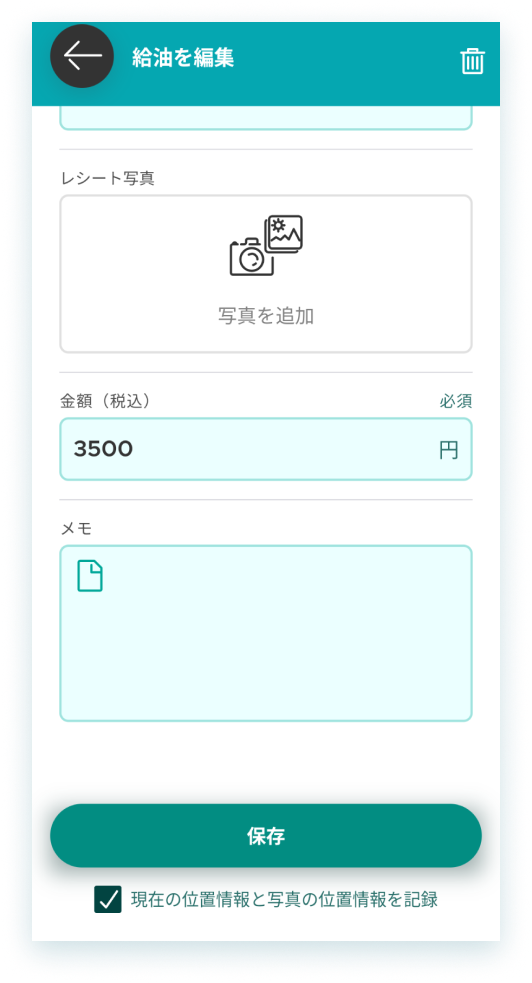 給油を編集
レシート写真
写真を追加
金額（税込） 必須
3500 円
メモ
保存
現在の位置情報と写真の位置情報を記録